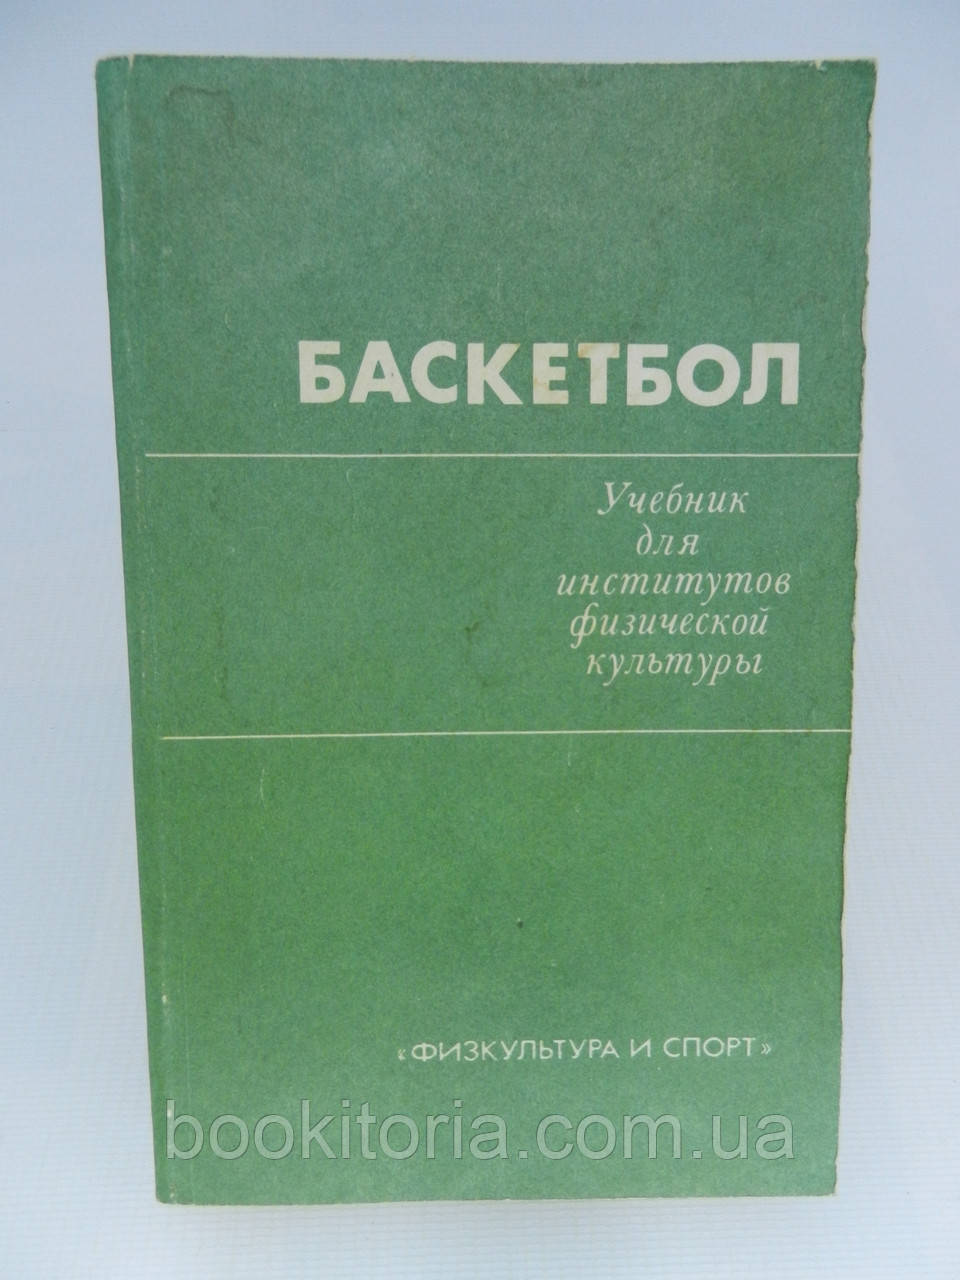 БАСКЕТБОЛ
Учебник
для
институтов
физической
культуры
«ФИЗКУЛЬТУРА И СПОРТ»
bookitoria.com.ua